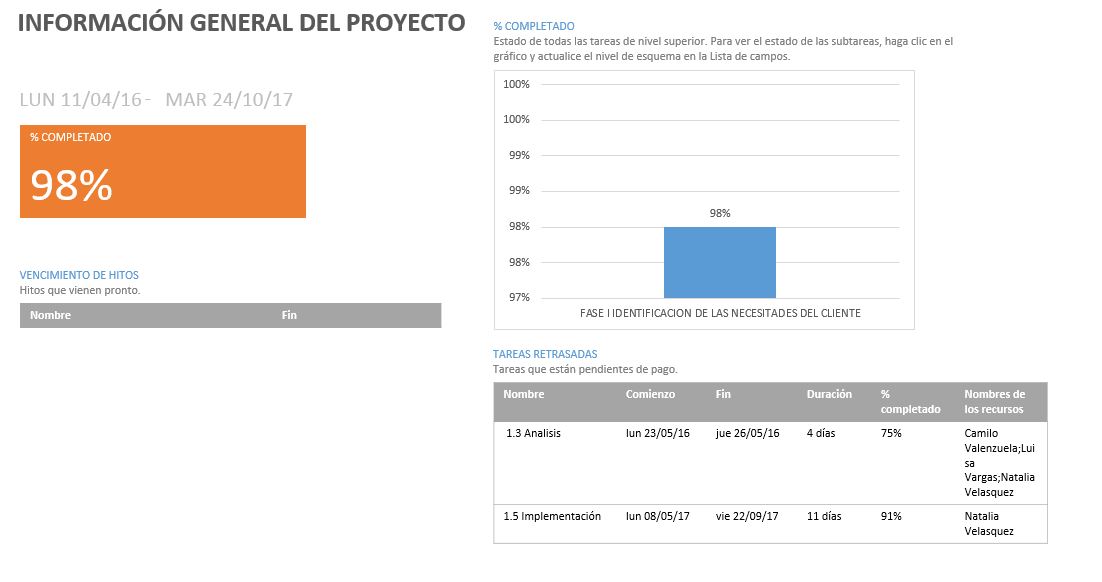 INFORMACIÓN GENERAL DEL PROYECTO
LUN 11/04/16 - MAR 24/10/17
% COMPLETADO
98%
VENCIMIENTO DE HITOS
Hitos que vienen pronto.
Nombre Fin
% COMPLETADO
Estado de todas las tareas de nivel superior. Para ver el estado de las subtareas, haga clic en el
gráfico y actualice el nivel de esquema en la Lista de campos.
100%
100%
99%
99%
98%
98%
97%
98%
FASE I IDENTIFICACION DE LAS NECESITADES DEL CLIENTE
TAREAS RETRASADAS
Tareas que están pendientes de pago.
Nombre Comienzo Fin Duración % Nombres de
completado los recursos
1.3 Analisis lun 23/05/16 jue 26/05/16 4 días 75% Camilo
Valenzuela;Lui
sa
Vargas;Natalia
Velasquez
1.5 Implementación lun 08/05/17 vie 22/09/17 11 días 91% Natalia
Velasquez